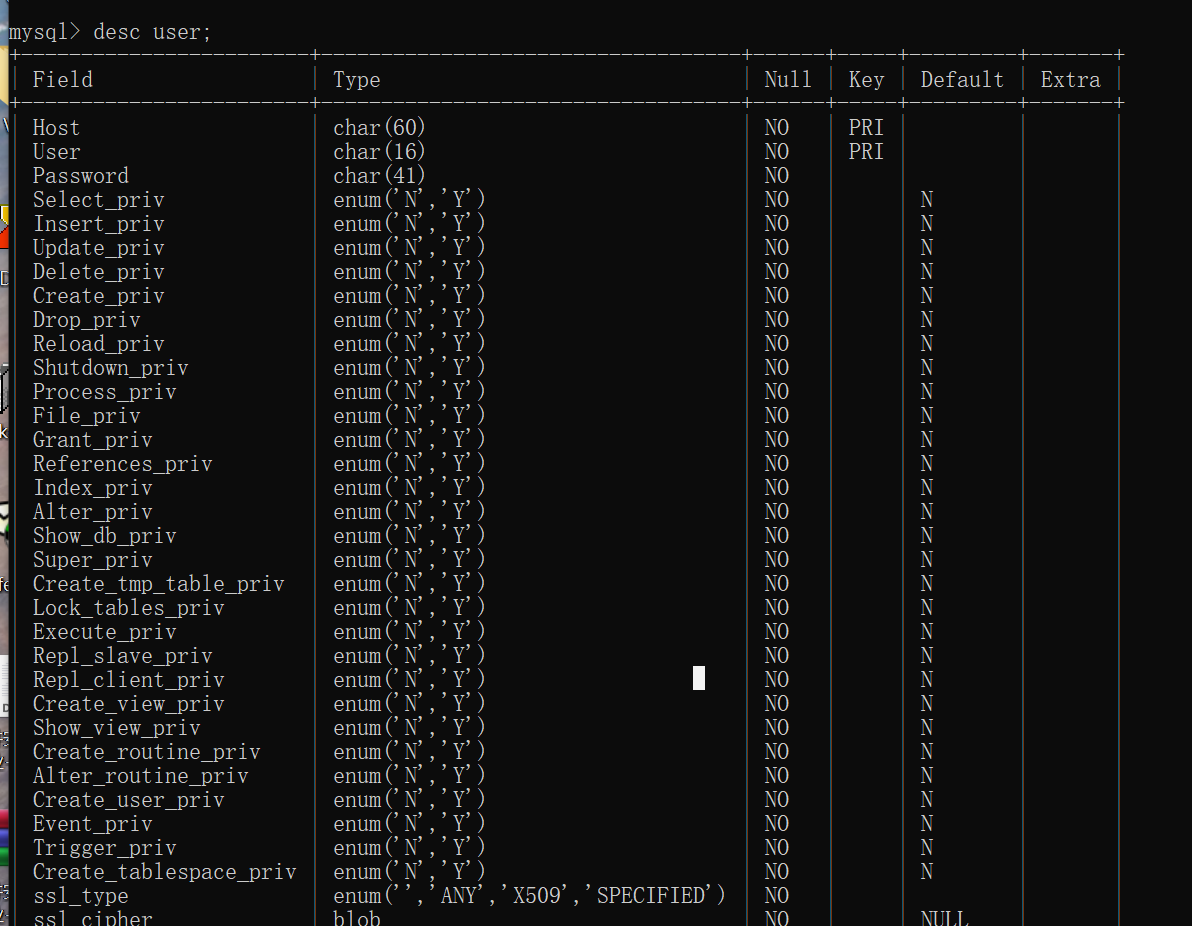 mysql> desc user;
| Field | Type | Null | Key | Default | Extra |
| Host | char(60) | NO | PRI | | |
| User | char(16) | NO | PRI | | |
| Password | char(41) | NO | | | |
| Select_priv | enum('N','Y') | NO | | N | |
| Insert_priv | enum('N','Y') | NO | | N | |
| Update_priv | enum('N','Y') | NO | | N | |
| Delete_priv | enum('N','Y') | NO | | N | |
| Create_priv | enum('N','Y') | NO | | N | |
| Drop_priv | enum('N','Y') | NO | | N | |
| Reload_priv | enum('N','Y') | NO | | N | |
| Shutdown_priv | enum('N','Y') | NO | | N | |
| Process_priv | enum('N','Y') | NO | | N | |
| File_priv | enum('N','Y') | NO | | N | |
| Grant_priv | enum('N','Y') | NO | | N | |
| References_priv | enum('N','Y') | NO | | N | |
| Index_priv | enum('N','Y') | NO | | N | |
| Alter_priv | enum('N','Y') | NO | | N | |
| Show_db_priv | enum('N','Y') | NO | | N | |
| Super_priv | enum('N','Y') | NO | | N | |
| Create_tmp_table_priv | enum('N','Y') | NO | | N | |
| Lock_tables_priv | enum('N','Y') | NO | | N | |
| Execute_priv | enum('N','Y') | NO | | N | |
| Repl_slave_priv | enum('N','Y') | NO | | N | |
| Repl_client_priv | enum('N','Y') | NO | | N | |
| Create_view_priv | enum('N','Y') | NO | | N | |
| Show_view_priv | enum('N','Y') | NO | | N | |
| Create_routine_priv | enum('N','Y') | NO | | N | |
| Alter_routine_priv | enum('N','Y') | NO | | N | |
| Create_user_priv | enum('N','Y') | NO | | N | |
| Event_priv | enum('N','Y') | NO | | N | |
| Trigger_priv | enum('N','Y') | NO | | N | |
| Create_tablespace_priv | enum('N','Y') | NO | | N | |
| ssl_type | enum('','ANY','X509','SPECIFIED') | NO | | | |
| ssl_cipher | blob | NO | | NULL | |